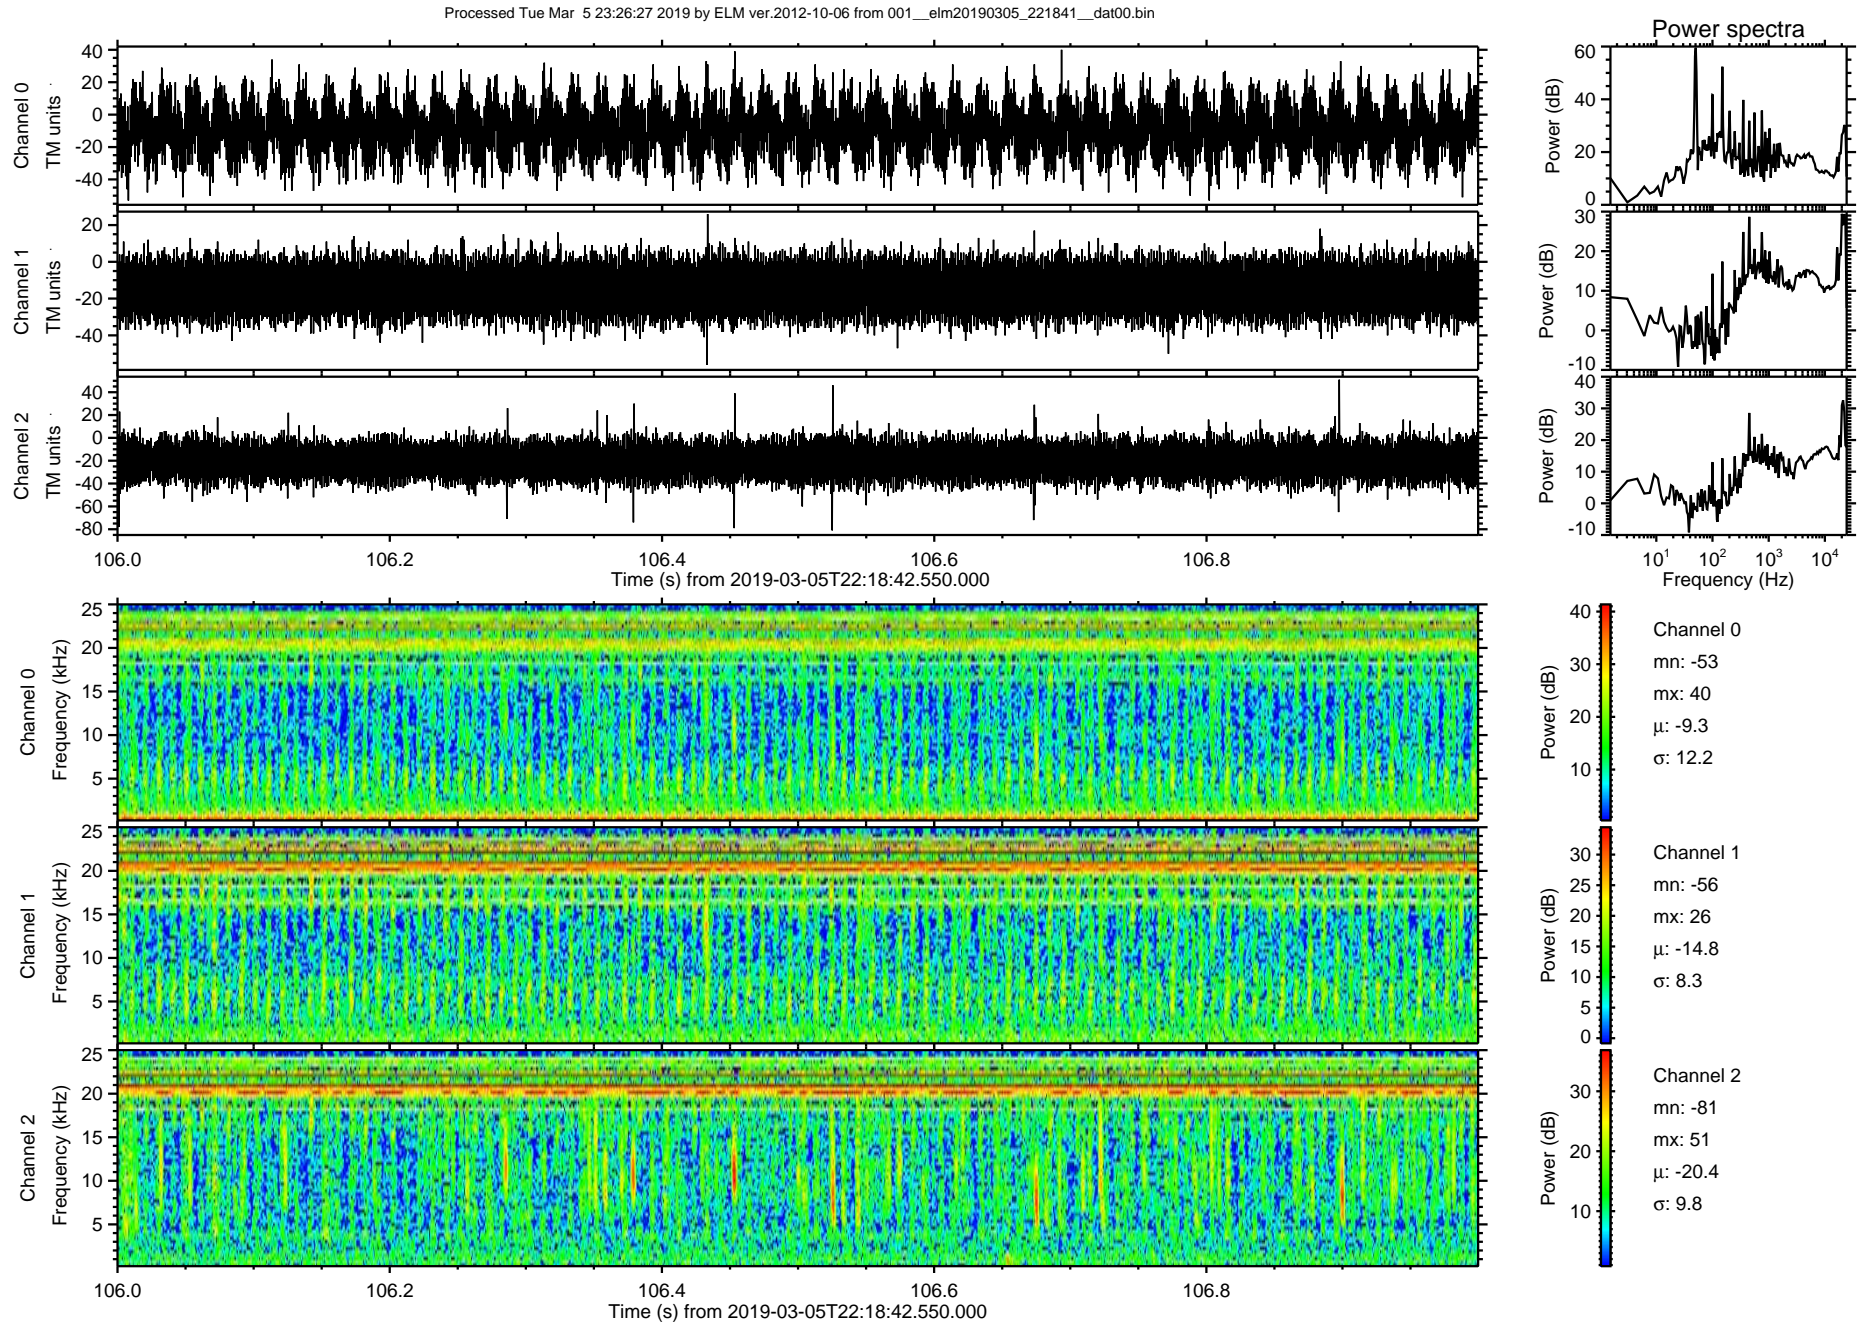 Processed Tue Mar  5 23:26:27 2019 by ELM ver.2012-10-06 from 001__elm20190305_221841__dat00.bin
Power spectra
Channel 0
TM units
40
20
0
-20
-40
Power (dB)
60
40
20
0
Channel 1
TM units
20
0
-20
-40
Power (dB)
30
20
10
0
-10
Channel 2
TM units
40
20
0
-20
-40
-60
-80
Power (dB)
40
30
20
10
0
-10
106.0 106.2 106.4 106.6 106.8
Time (s) from 2019-03-05T22:18:42.550.000
10^1 10^2 10^3 10^4
Frequency (Hz)
Channel 0
Frequency (kHz)
25
20
15
10
5
Power (dB)
40
30
20
10
Channel 0
mn: -53
mx: 40
μ: -9.3
σ: 12.2
Channel 1
Frequency (kHz)
25
20
15
10
5
Power (dB)
30
25
20
15
10
5
0
Channel 1
mn: -56
mx: 26
μ: -14.8
σ: 8.3
Channel 2
Frequency (kHz)
25
20
15
10
5
Power (dB)
30
20
10
Channel 2
mn: -81
mx: 51
μ: -20.4
σ: 9.8
106.0 106.2 106.4 106.6 106.8
Time (s) from 2019-03-05T22:18:42.550.000